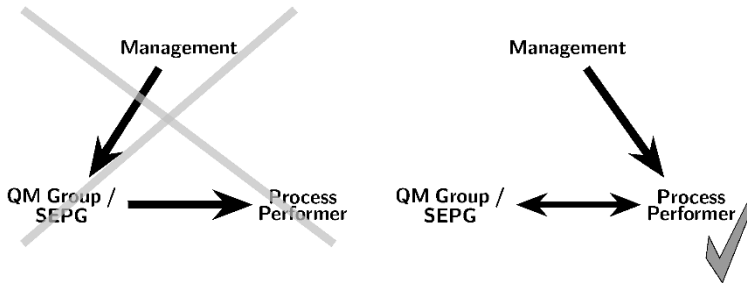 Management
QM Group /
SEPG
Process
Performer
Management
QM Group /
SEPG
Process
Performer